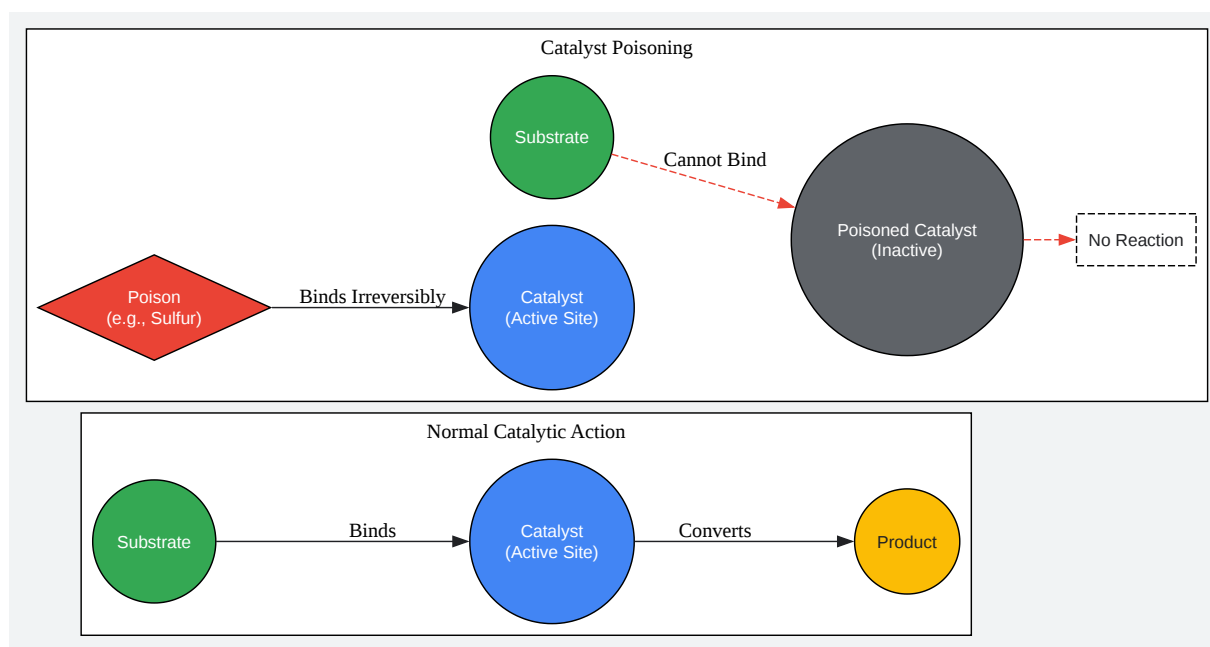 Catalyst Poisoning
Substrate
Cannot Bind
Poisoned Catalyst
(Inactive)
No Reaction
Poison
(e.g., Sulfur)
Binds Irreversibly
Catalyst
(Active Site)
Normal Catalytic Action
Substrate
Binds
Catalyst
(Active Site)
Converts
Product